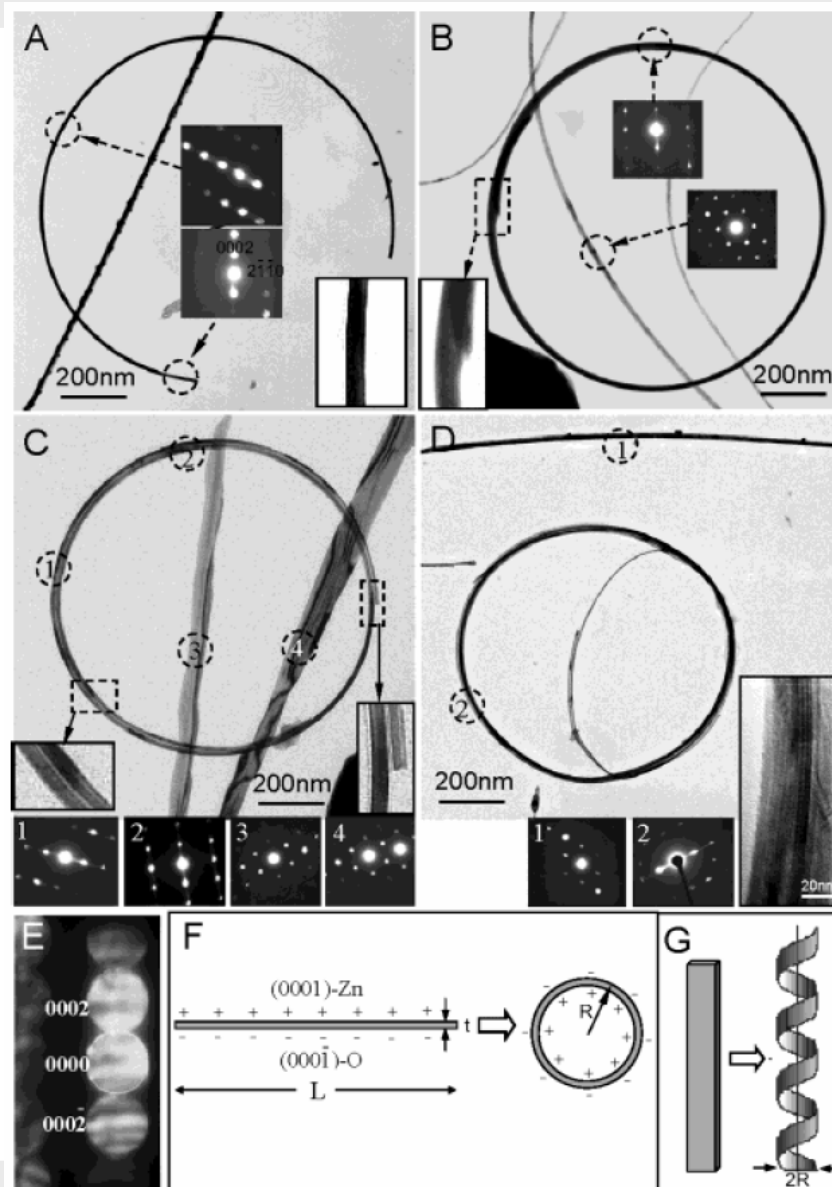 A
0002
2110
200nm
B
200nm
C
2
1
3
4
200nm
1
2
3
4
D
1
2
200nm
1
2
20nm
E
0002
0000
0002̄
F
+ + + + + + + +
(0001)-Zn
- - - - - - - -
(0001̄)-O
t
L
R
G
2R